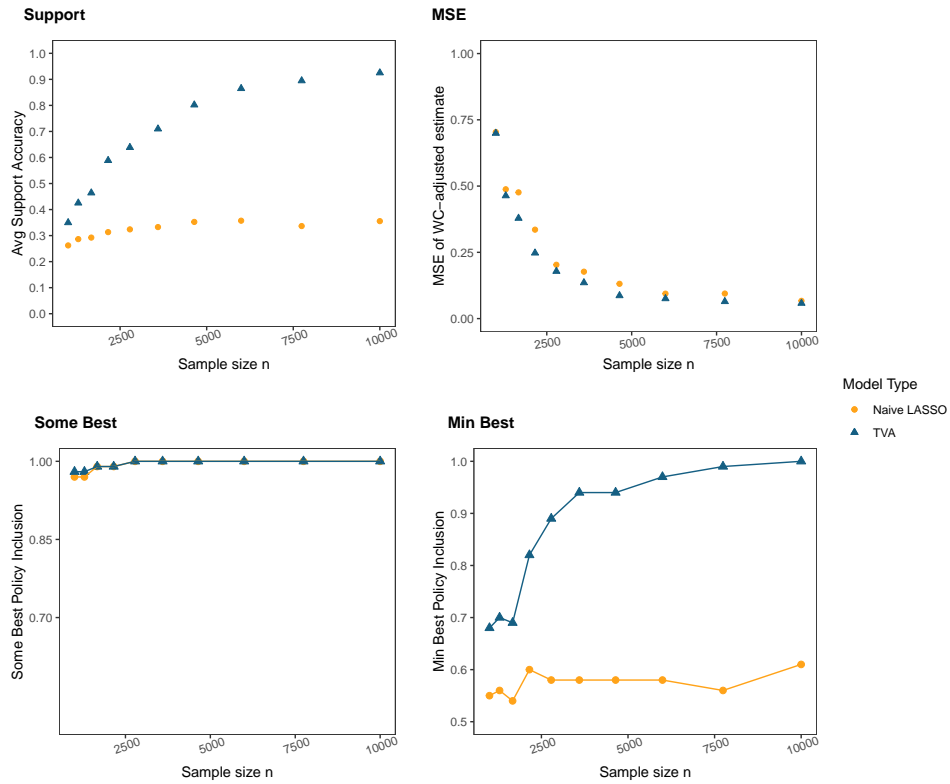 Support
Avg Support Accuracy
1.0
0.9
0.8
0.7
0.6
0.5
0.4
0.3
0.2
0.1
0.0
2500 5000 7500 10000
Sample size n
MSE
MSE of WC−adjusted estimate
1.00
0.75
0.50
0.25
0.00
2500 5000 7500 10000
Sample size n
Some Best
Some Best Policy Inclusion
1.00
0.85
0.70
2500 5000 7500 10000
Sample size n
Min Best
Min Best Policy Inclusion
1.0
0.9
0.8
0.7
0.6
0.5
2500 5000 7500 10000
Sample size n
Model Type
Naive LASSO
TVA